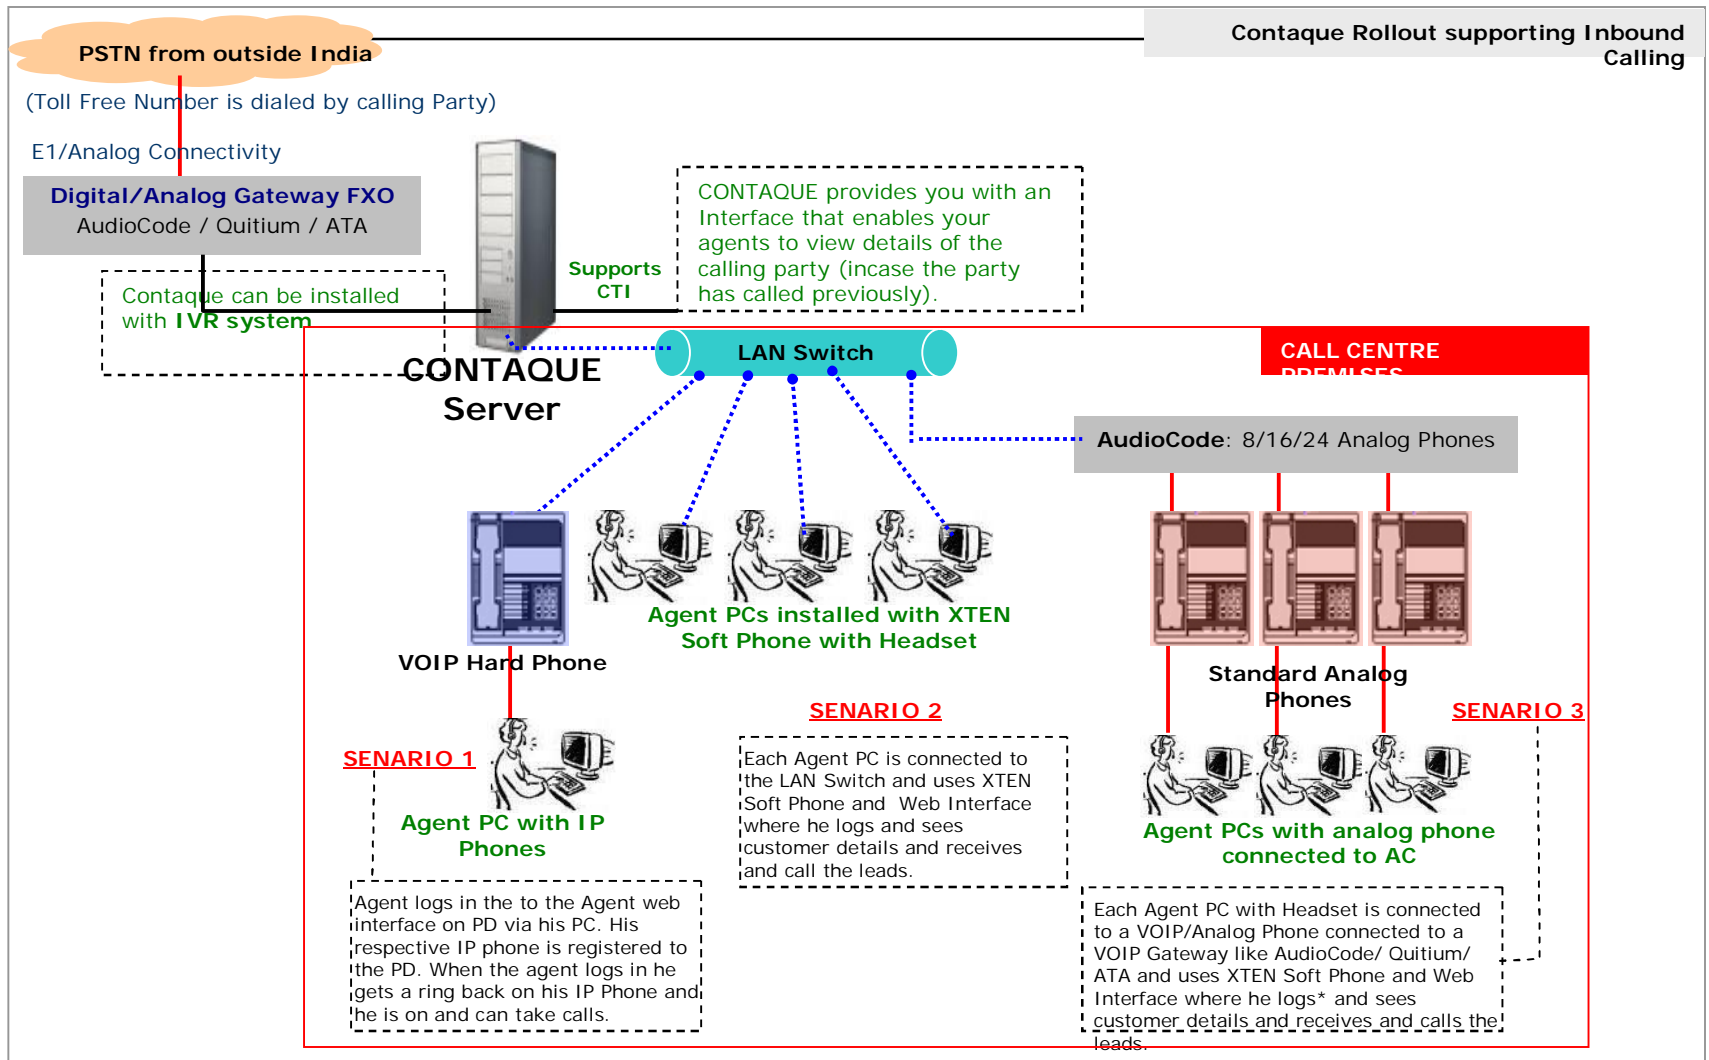 PSTN from outside India
Contaque Rollout supporting Inbound
Calling
(Toll Free Number is dialed by calling Party)
E1/Analog Connectivity
Digital/Analog Gateway FXO
AudioCode / Quitium / ATA
Contaque can be installed
with IVR system
CONTAQUE
Server
Supports
CTI
CONTAQUE provides you with an
Interface that enables your
agents to view details of the
calling party (incase the party
has called previously).
LAN Switch
CALL CENTRE
PREMISES
AudioCode: 8/16/24 Analog Phones
VOIP Hard Phone
Agent PCs installed with XTEN
Soft Phone with Headset
Standard Analog
Phones
SENARIO 1
Agent PC with IP
Phones
Agent logs in the to the Agent web
interface on PD via his PC. His
respective IP phone is registered to
the PD. When the agent logs in he
gets a ring back on his IP Phone and
he is on and can take calls.
SENARIO 2
Each Agent PC is connected to
the LAN Switch and uses XTEN
Soft Phone and  Web Interface
where he logs and sees
customer details and receives
and call the leads.
SENARIO 3
Agent PCs with analog phone
connected to AC
Each Agent PC with Headset is connected
to a VOIP/Analog Phone connected to a
VOIP Gateway like AudioCode/ Quitium/
ATA and uses XTEN Soft Phone and Web
Interface where he logs* and sees
customer details and receives and calls the
leads.